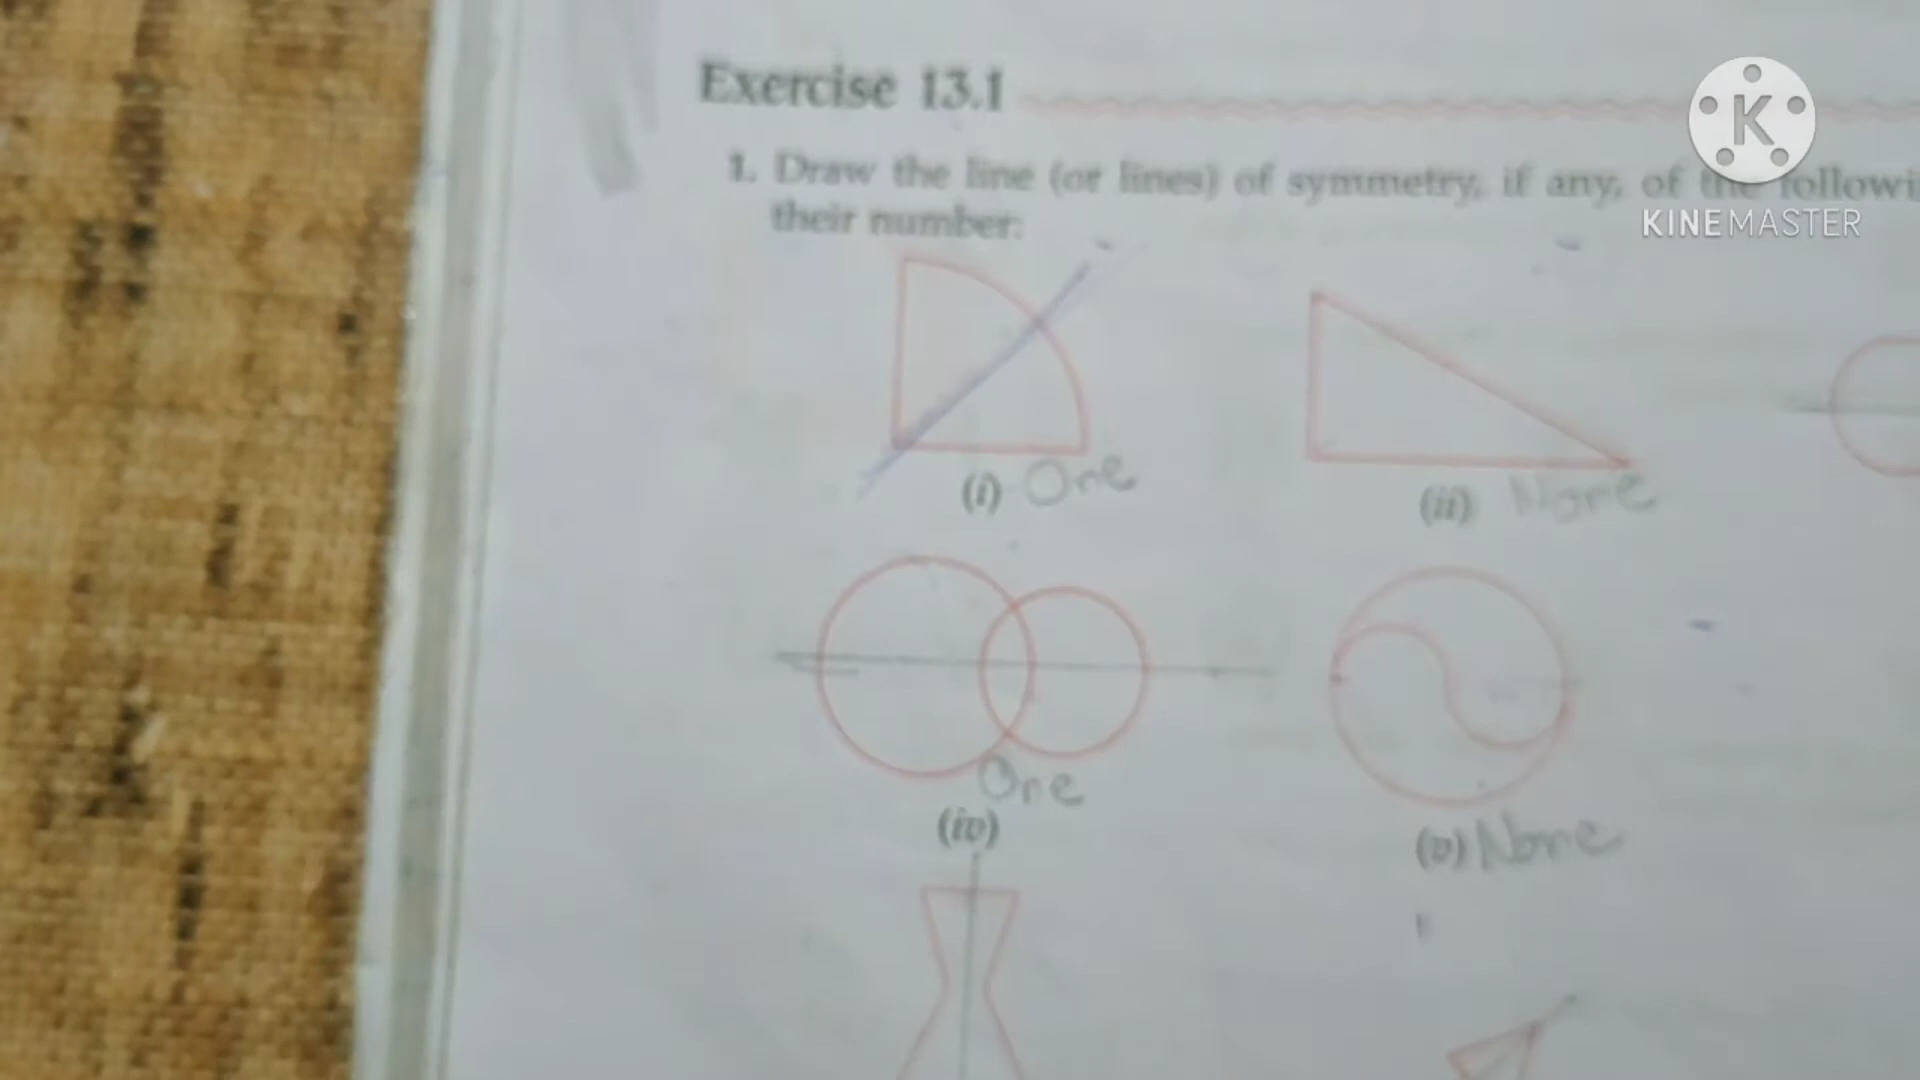 Exercise 13.1
1. Draw the line (or lines) of symmetry, if any, of the followi
their number:
(i) One
(ii) None
One
(iv)
(v) None
K
KINEMASTER